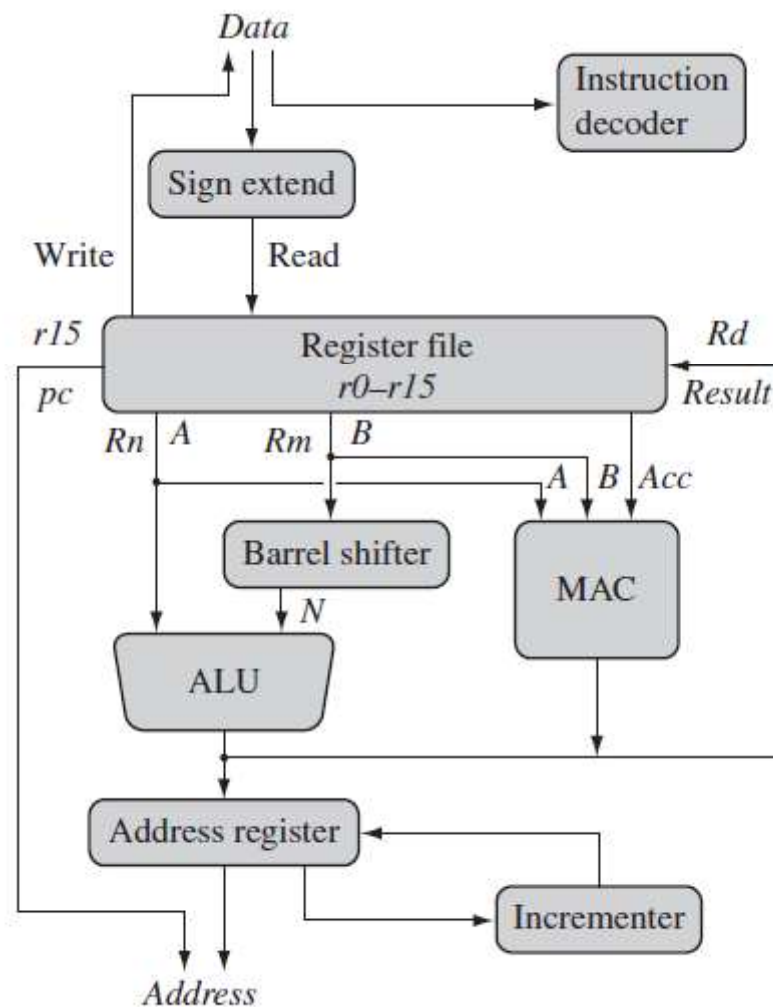 Data
Instruction
decoder
Sign extend
Write
Read
r15
Register file
Rd
pc
r0–r15
Result
Rn A
Rm B
A B Acc
Barrel shifter
MAC
N
ALU
Address register
Incrementer
Address